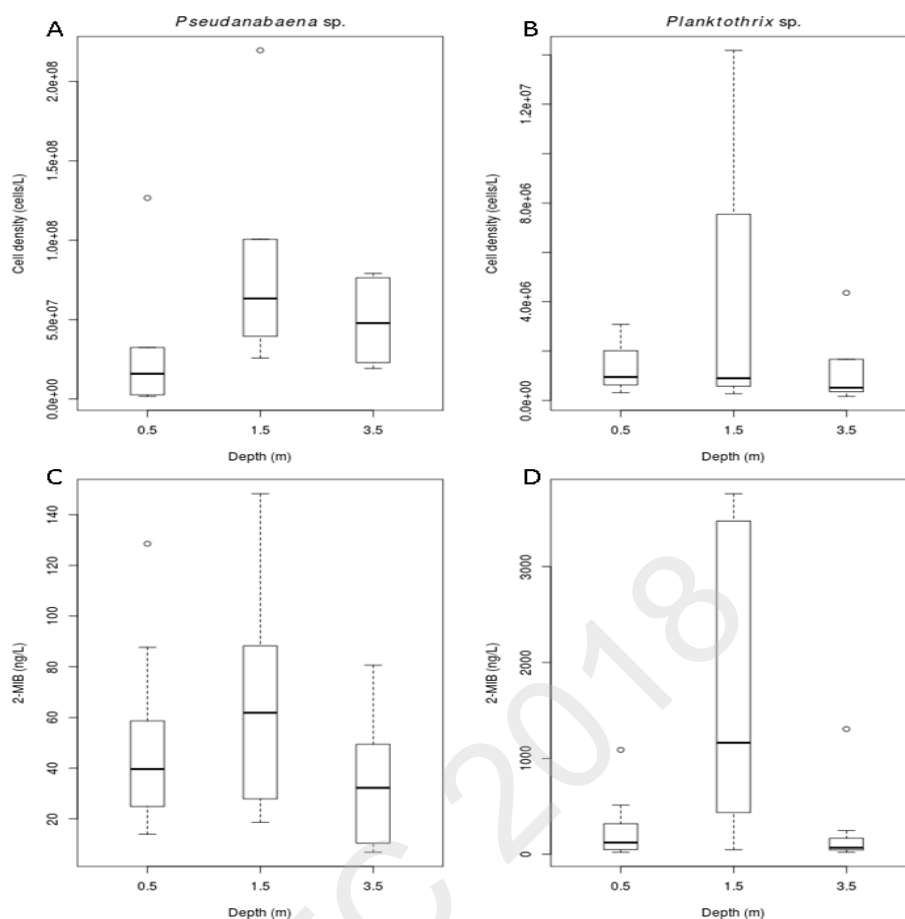 A
Pseudanabaena sp.
Cell density (cells/L)
0.0e+00
5.0e+07
1.0e+08
1.5e+08
2.0e+08
0.5
1.5
3.5
Depth (m)
B
Planktothrix sp.
Cell density (cells/L)
0.0e+00
4.0e+06
8.0e+06
1.2e+07
0.5
1.5
3.5
Depth (m)
C
2-MIB (ng/L)
20
40
60
80
100
120
140
0.5
1.5
3.5
Depth (m)
D
2-MIB (ng/L)
0
1000
2000
3000
0.5
1.5
3.5
Depth (m)
2018